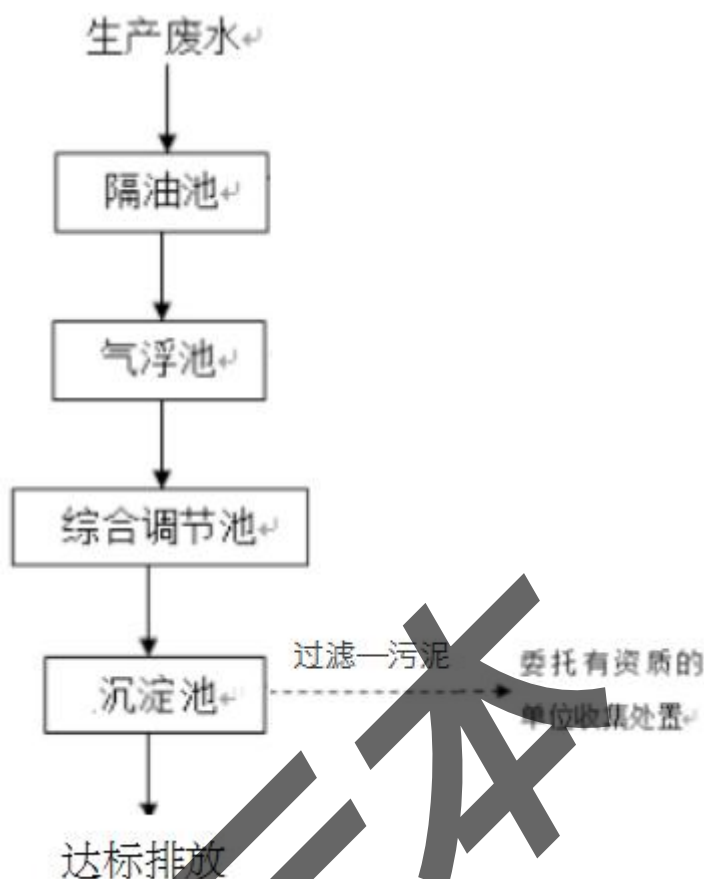 生产废水
隔油池
气浮池
综合调节池
沉淀池
过滤—污泥
委托有资质的
单位收集处置
达标排放
本